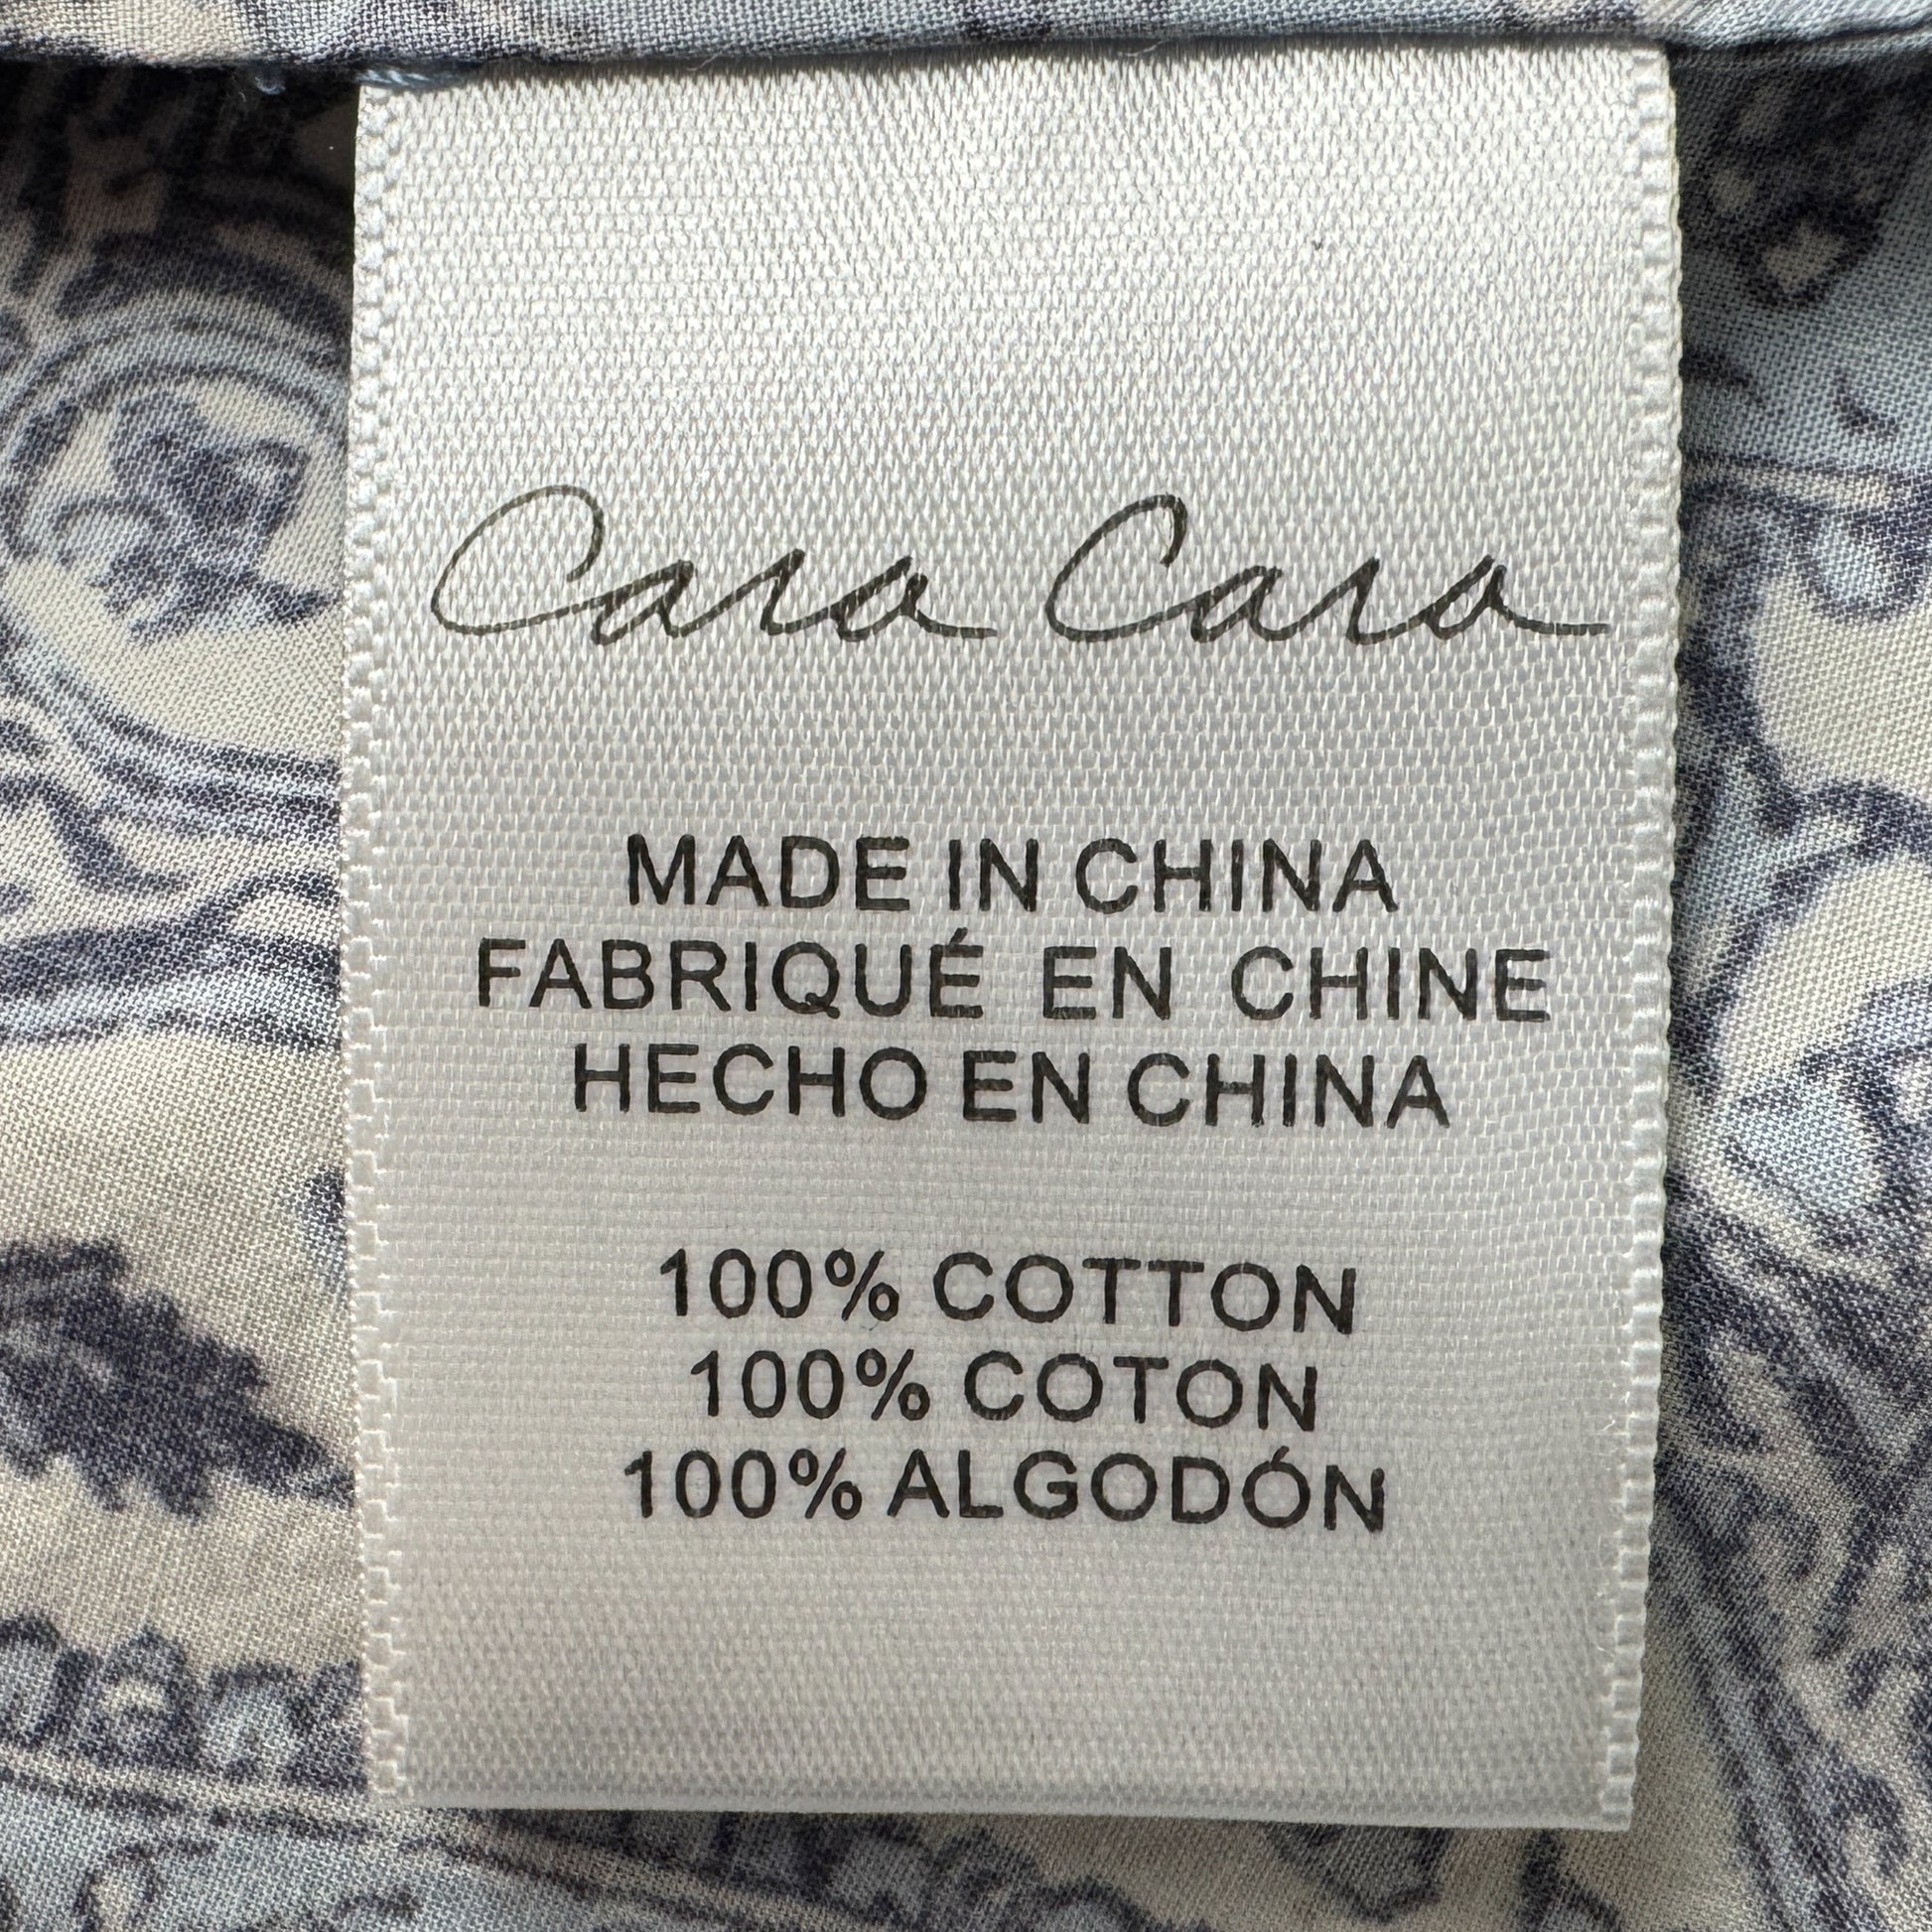 Cara Cara
MADE IN CHINA
FABRIQUÉ EN CHINE
HECHO EN CHINA
100% COTTON
100% COTON
100% ALGODÓN